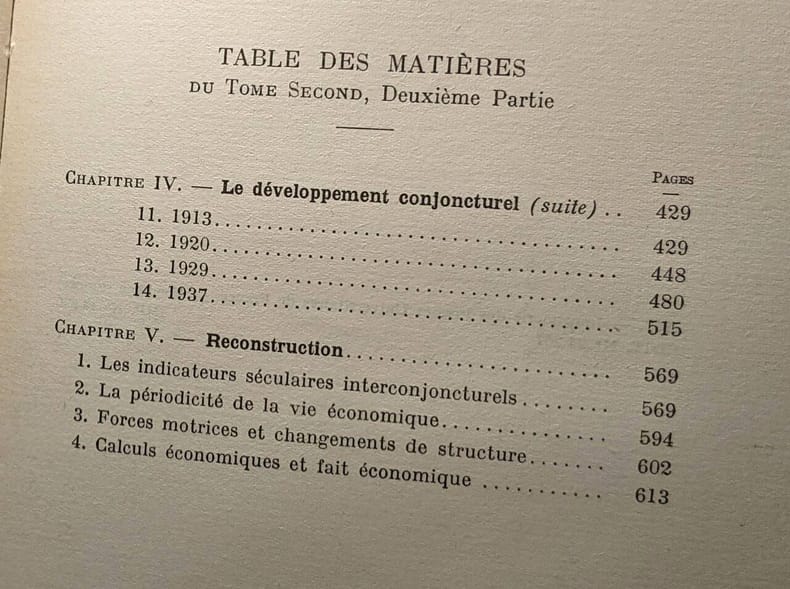 TABLE DES MATIÈRES
DU TOME SECOND, Deuxième Partie
PAGES
CHAPITRE IV. — Le développement conjoncturel (suite) .. 429
11. 1913 429
12. 1920 448
13. 1929 480
14. 1937 515
CHAPITRE V. — Reconstruction 569
1. Les indicateurs séculaires interconjoncturels 569
2. La périodicité de la vie économique 594
3. Forces motrices et changements de structure 602
4. Calculs économiques et fait économique 613